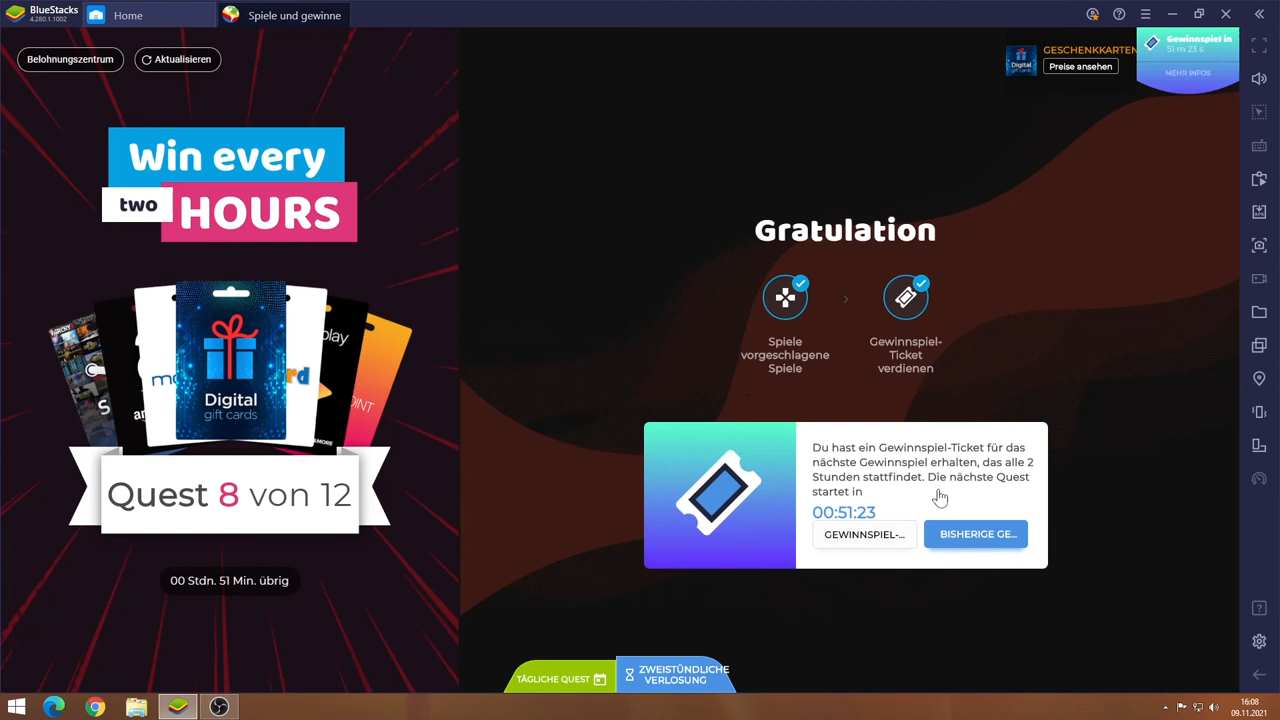 BlueStacks
4.280.1.1002
Home
Spiele und gewinne
Belohnungszentrum
Aktualisieren
GESCHENKKARTEN
Preise ansehen
Digital
gift cards
Gewinnspiel in
51 m 23 s
MEHR INFOS
Win every
two
HOURS
play
Digital
gift cards
Quest 8 von 12
00 Stdn. 51 Min. übrig
Gratulation
Spiele
vorgeschlagene
Spiele
Gewinnspiel-
Ticket
verdienen
Du hast ein Gewinnspiel-Ticket für das
nächste Gewinnspiel erhalten, das alle 2
Stunden stattfindet. Die nächste Quest
startet in
00:51:23
GEWINNSPIEL-...
BISHERIGE GE...
TÄGLICHE QUEST
ZWEISTÜNDLICHE
VERLOSUNG
16:08
09.11.2021